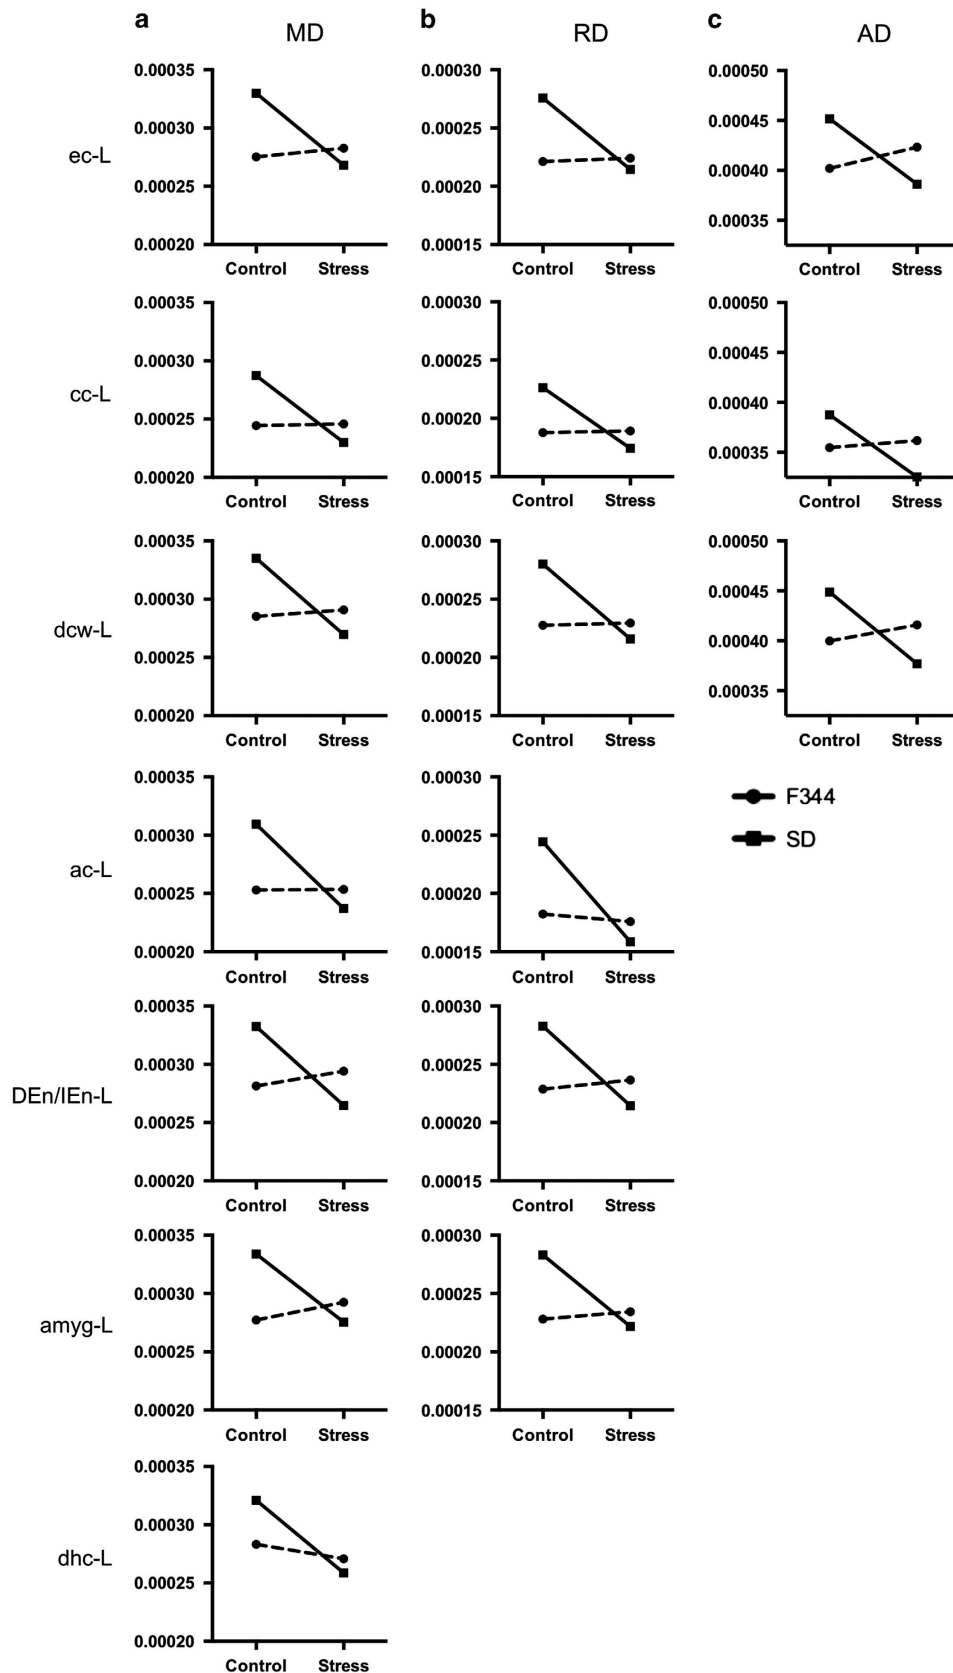 a b c
MD RD AD
ec-L
0.00035 0.00030 0.00050
0.00030 0.00025 0.00045
0.00025 0.00020 0.00040
0.00020 0.00015 0.00035
Control Stress Control Stress Control Stress
cc-L
0.00035 0.00030 0.00050
0.00030 0.00025 0.00045
0.00025 0.00020 0.00040
0.00020 0.00015 0.00035
Control Stress Control Stress Control Stress
dcw-L
0.00035 0.00030 0.00050
0.00030 0.00025 0.00045
0.00025 0.00020 0.00040
0.00020 0.00015 0.00035
Control Stress Control Stress Control Stress
F344
SD
ac-L
0.00035 0.00030
0.00030 0.00025
0.00025 0.00020
0.00020 0.00015
Control Stress Control Stress
DEn/IEn-L
0.00035 0.00030
0.00030 0.00025
0.00025 0.00020
0.00020 0.00015
Control Stress Control Stress
amyg-L
0.00035 0.00030
0.00030 0.00025
0.00025 0.00020
0.00020 0.00015
Control Stress Control Stress
dhc-L
0.00035
0.00030
0.00025
0.00020
Control Stress